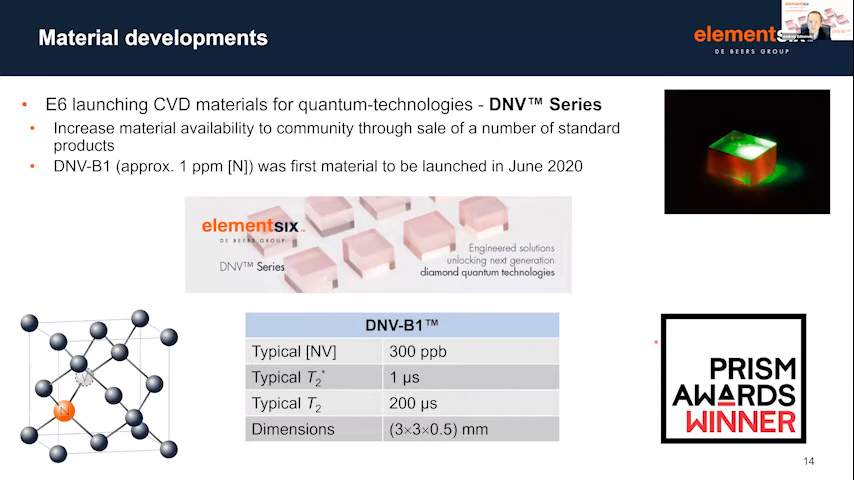 Material developments
elementsix
DE BEERS GROUP
• E6 launching CVD materials for quantum-technologies - DNV™ Series
• Increase material availability to community through sale of a number of standard
products
• DNV-B1 (approx. 1 ppm [N]) was first material to be launched in June 2020
elementsix™
DE BEERS GROUP
DNV™ Series
Engineered solutions
unlocking next generation
diamond quantum technologies
N
DNV-B1™
Typical [NV] 300 ppb
Typical T2* 1 µs
Typical T2 200 µs
Dimensions (3×3×0.5) mm
PRISM
AWARDS
WINNER
14